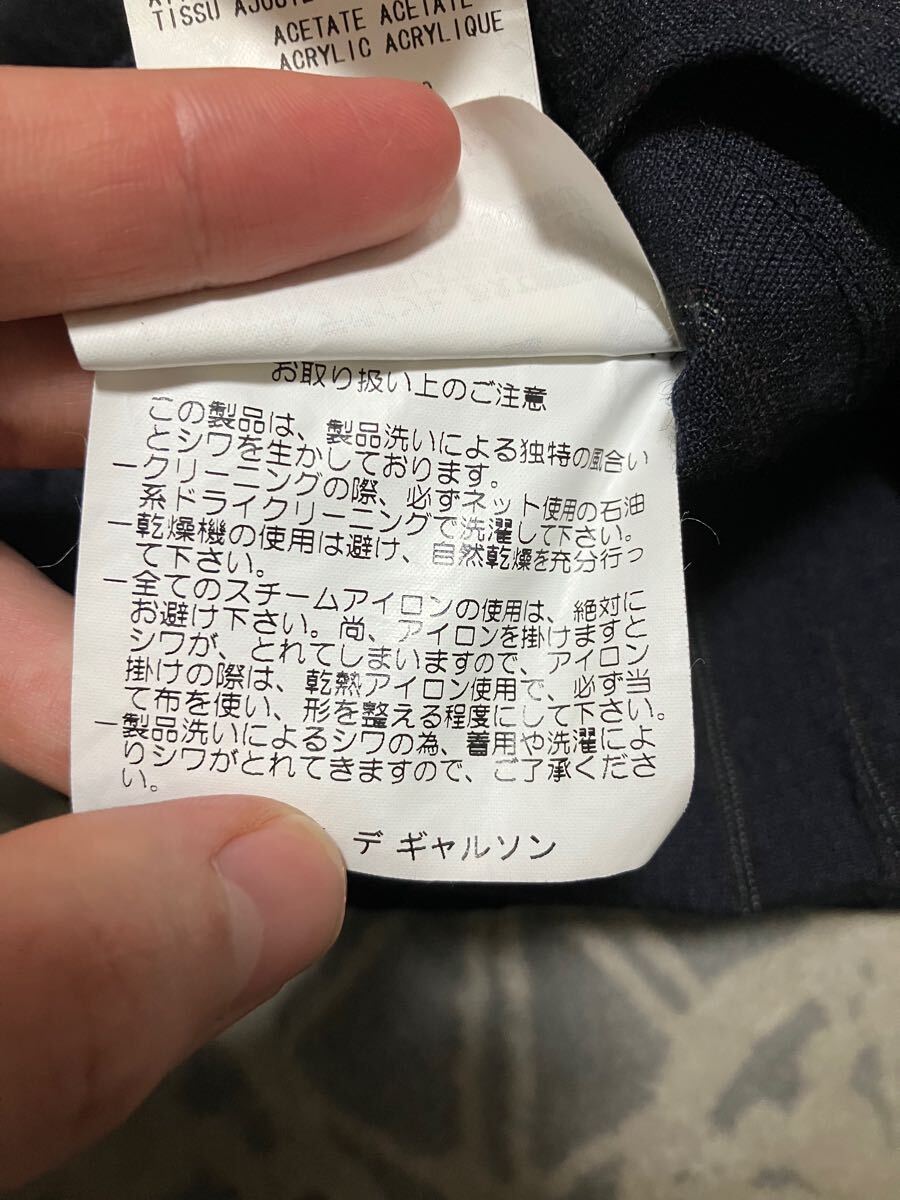 TISSU AJOUTE
ACETATE ACETATE
ACRYLIC ACRYLIQUE
お取り扱い上のご注意
この製品は、製品洗いによる独特の風合い
とシワを生かしております。
ークリーニングの際、必ずネット使用の石油
系ドライクリーニングで洗濯して下さい。
ー乾燥機の使用は避け、自然乾燥を充分行っ
て下さい。
ー全てのスチームアイロンの使用は、絶対に
お避け下さい。尚、アイロンを掛けますと
シワが、とれてしまいますので、アイロン
掛けの際は、乾熱アイロン使用で、必ず当
て布を使い、形を整える程度にして下さい。
ー製品洗いによるシワの為、着用や洗濯によ
りシワがとれてきますので、ご了承くださ
い。
デ ギャルソン